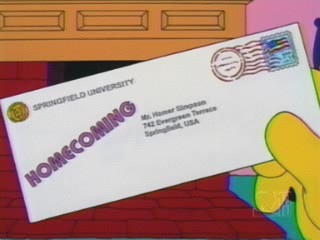 SPRINGFIELD UNIVERSITY
HOMECOMING
Mr. Homer Simpson
742 Evergreen Terrace
Springfield, USA